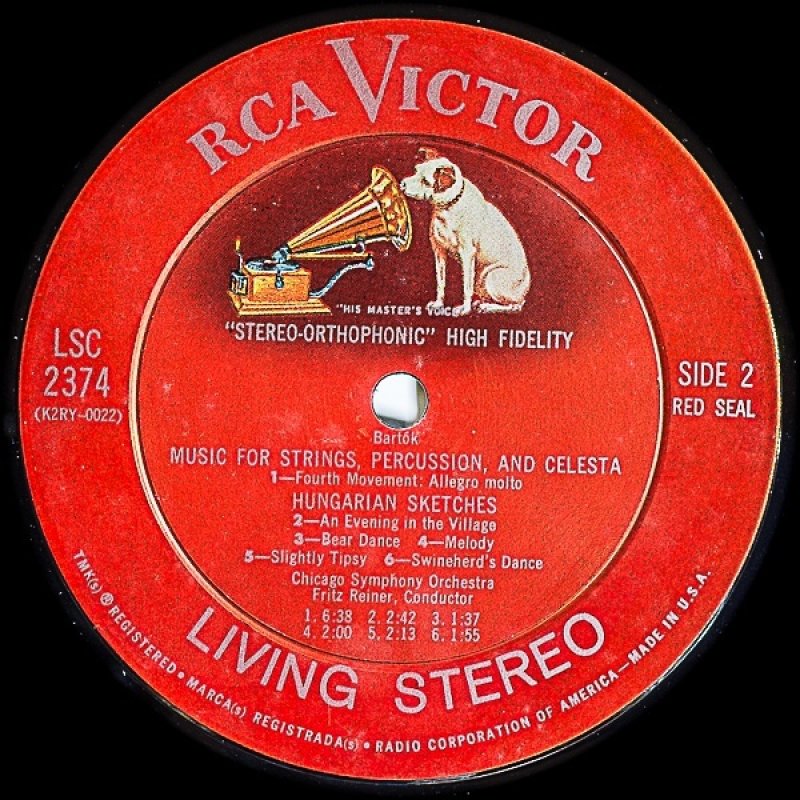 RCA VICTOR
"HIS MASTER'S VOICE"
"STEREO-ORTHOPHONIC" HIGH FIDELITY
LSC
2374
(K2RY-0022)
SIDE 2
RED SEAL
Bartók
MUSIC FOR STRINGS, PERCUSSION, AND CELESTA
1—Fourth Movement: Allegro molto
HUNGARIAN SKETCHES
2—An Evening in the Village
3—Bear Dance 4—Melody
5—Slightly Tipsy 6—Swineherd's Dance
Chicago Symphony Orchestra
Fritz Reiner, Conductor
1. 6:38 2. 2:42 3. 1:37
4. 2:00 5. 2:13 6. 1:55
LIVING STEREO
TMK(s) ® REGISTERED • MARCA(s) REGISTRADA(s) • RADIO CORPORATION OF AMERICA—MADE IN U.S.A.